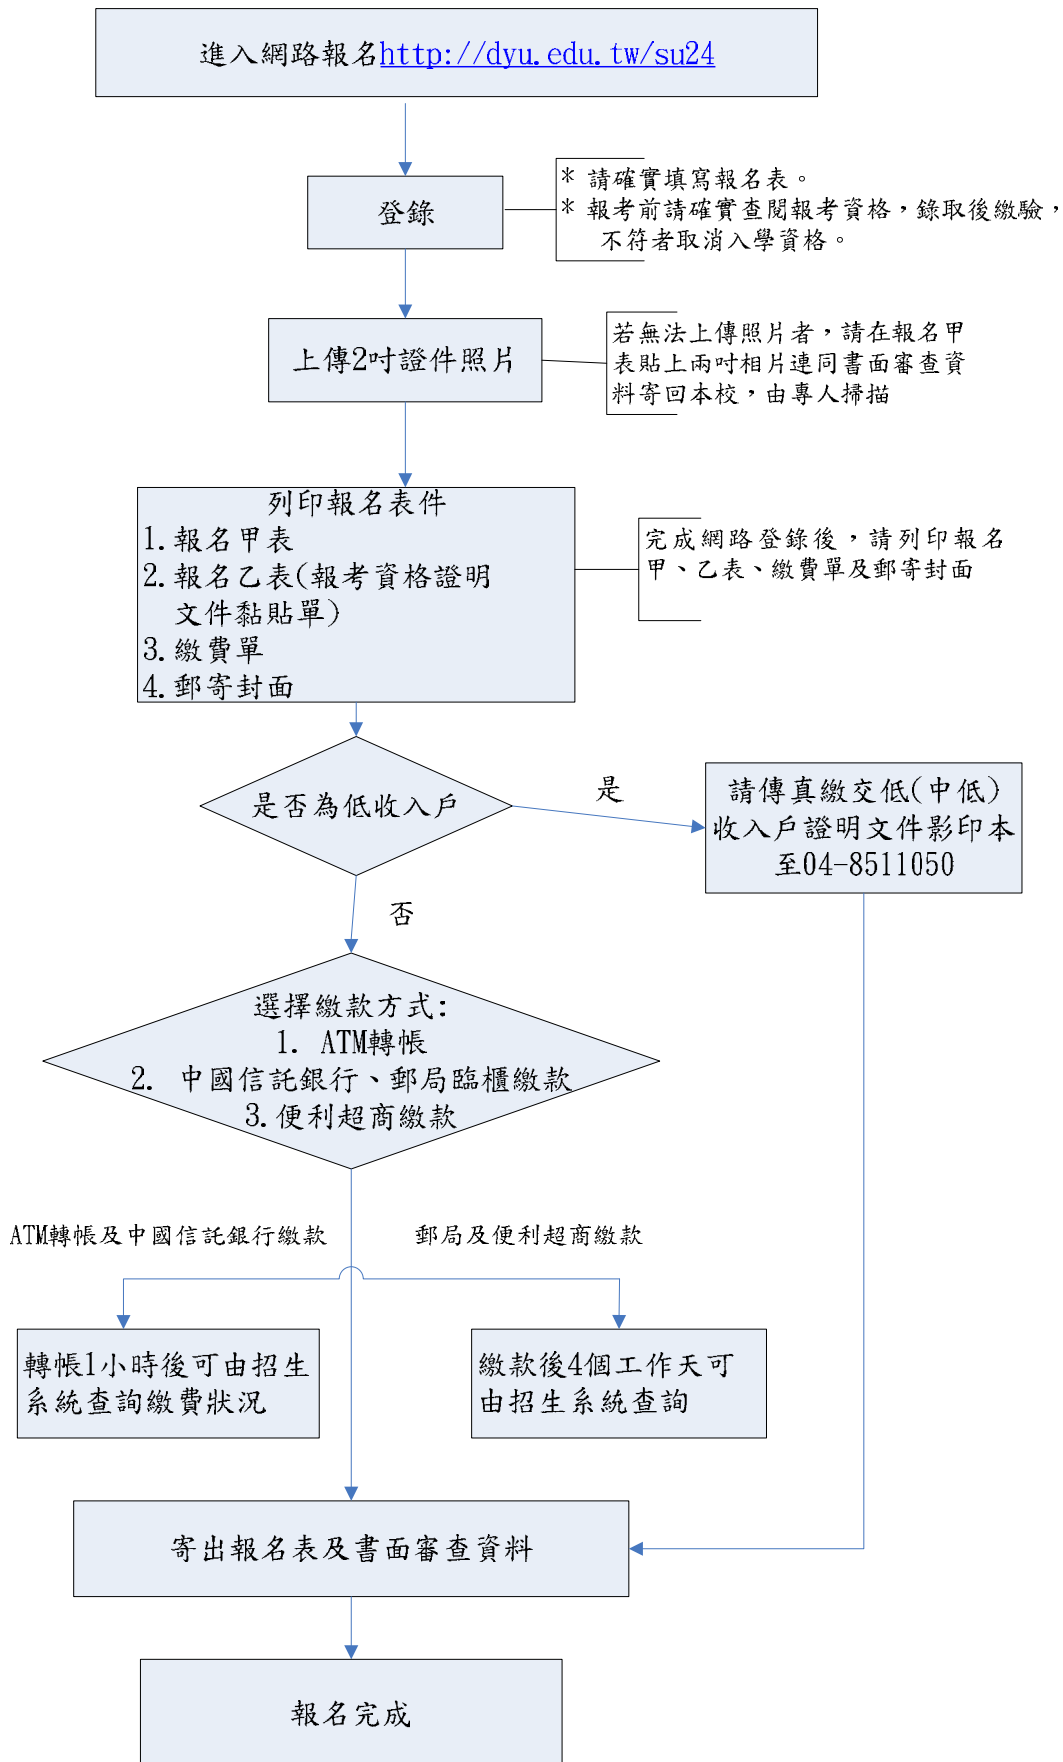 進入網路報名http://dyu.edu.tw/su24
登錄
* 請確實填寫報名表。
* 報考前請確實查閱報考資格，錄取後繳驗，
不符者取消入學資格。
上傳2吋證件照片
若無法上傳照片者，請在報名甲
表貼上兩吋相片連同書面審查資
料寄回本校，由專人掃描
列印報名表件
1.報名甲表
2.報名乙表(報考資格證明
文件黏貼單)
3.繳費單
4.郵寄封面
完成網路登錄後，請列印報名
甲、乙表、繳費單及郵寄封面
是否為低收入戶
是
請傳真繳交低(中低)
收入戶證明文件影印本
至04-8511050
否
選擇繳款方式:
1. ATM轉帳
2. 中國信託銀行、郵局臨櫃繳款
3.便利超商繳款
ATM轉帳及中國信託銀行繳款
郵局及便利超商繳款
轉帳1小時後可由招生
系統查詢繳費狀況
繳款後4個工作天可
由招生系統查詢
寄出報名表及書面審查資料
報名完成